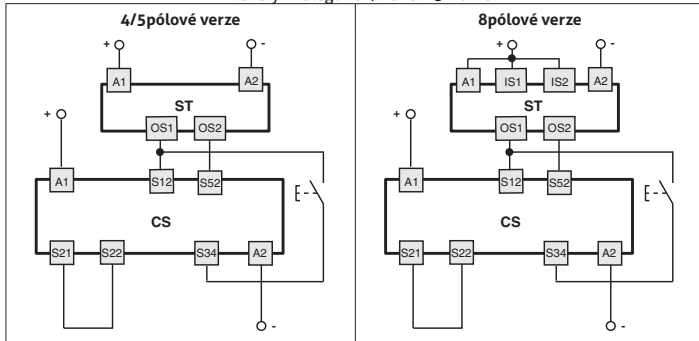 4/5pólové verze
+
-
A1
A2
ST
OS1
OS2
+
A1
S12
S52
CS
S21
S22
S34
A2
-
8pólové verze
+
-
A1
IS1
IS2
A2
ST
OS1
OS2
+
A1
S12
S52
CS
S21
S22
S34
A2
-